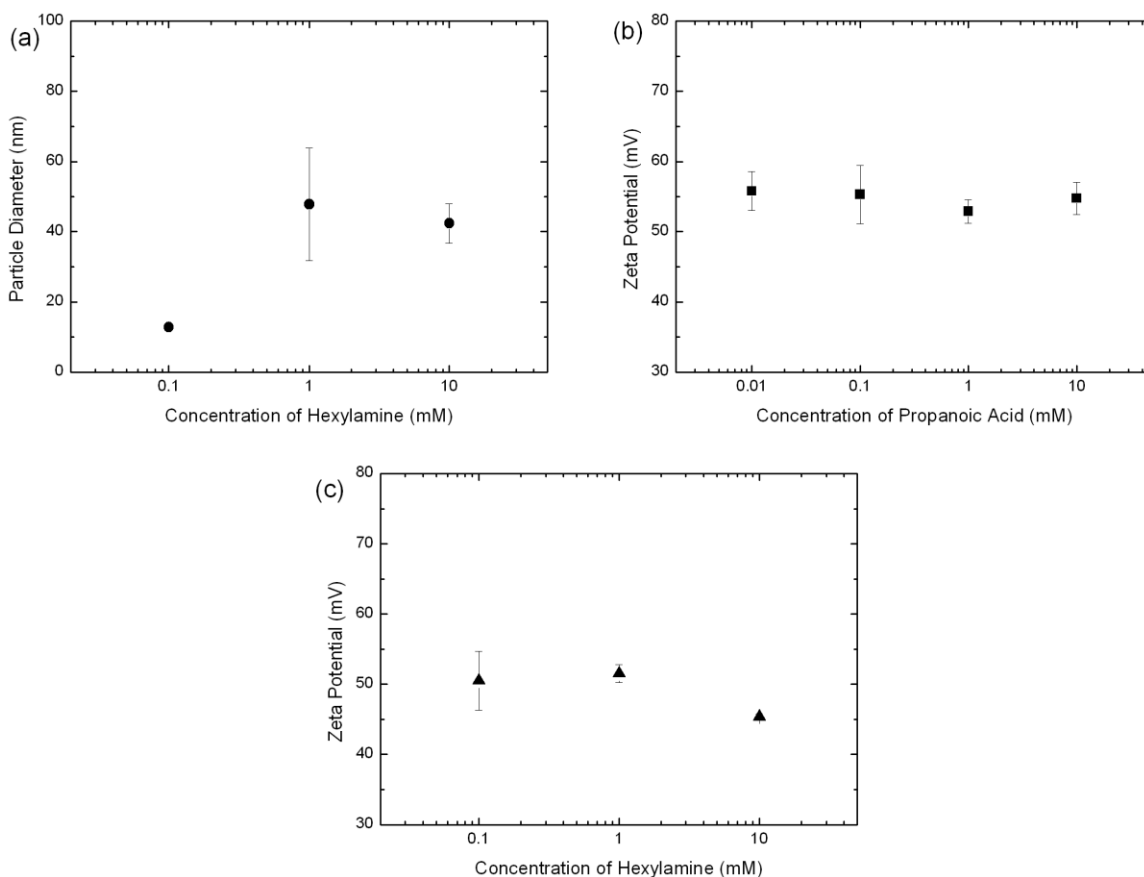 (a)
100
80
60
40
20
0
Particle Diameter (nm)
0.1 1 10
Concentration of Hexylamine (mM)
(b)
80
70
60
50
40
30
Zeta Potential (mV)
0.01 0.1 1 10
Concentration of Propanoic Acid (mM)
(c)
80
70
60
50
40
30
Zeta Potential (mV)
0.1 1 10
Concentration of Hexylamine (mM)